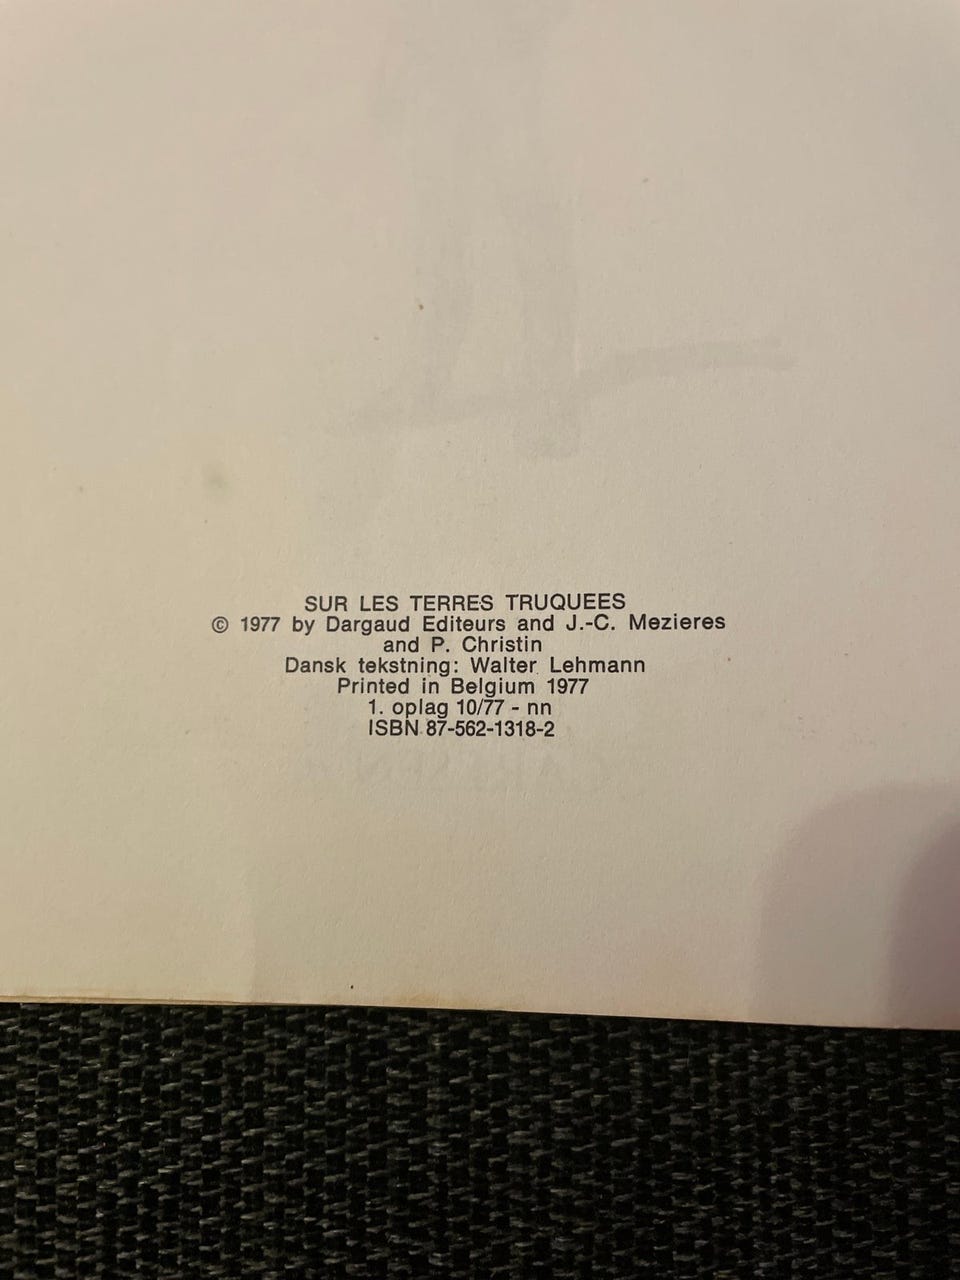 SUR LES TERRES TRUQUEES
© 1977 by Dargaud Editeurs and J.-C. Mezieres
and P. Christin
Dansk tekstning: Walter Lehmann
Printed in Belgium 1977
1. oplag 10/77 - nn
ISBN 87-562-1318-2